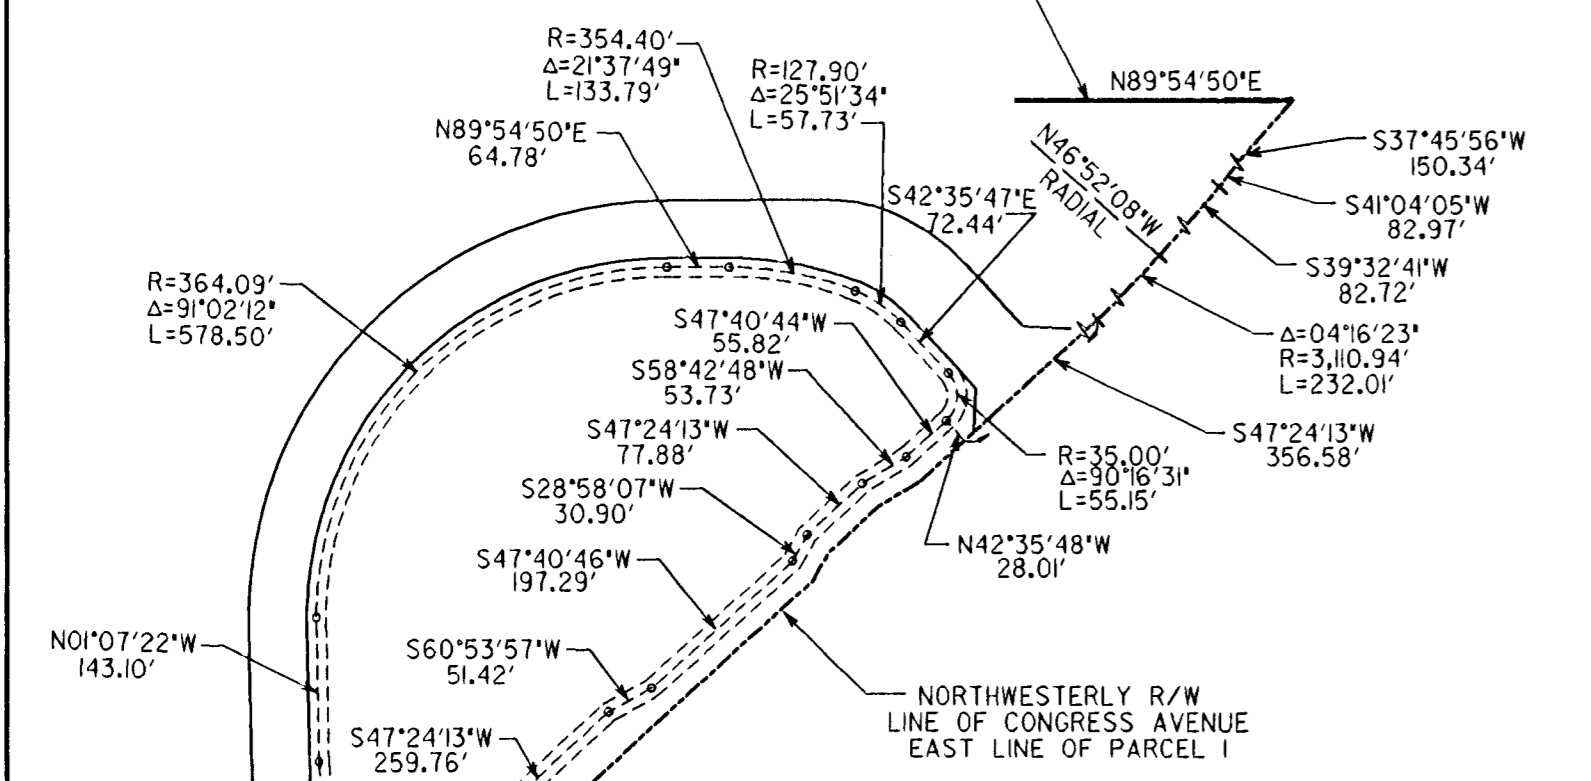 R=354.40'
Δ=21°37'49"
L=133.79'
R=127.90'
Δ=25°51'34"
L=57.73'
N89°54'50"E
N89°54'50"E
64.78'
N46°52'08"W
RADIAL
S37°45'56"W
150.34'
S42°35'47"E
72.44'
S41°04'05"W
82.97'
S39°32'41"W
82.72'
R=364.09'
Δ=91°02'12"
L=578.50'
S47°40'44"W
55.82'
Δ=04°16'23"
R=3,110.94'
L=232.01'
S58°42'48"W
53.73'
S47°24'13"W
77.88'
S47°24'13"W
356.58'
R=35.00'
Δ=90°16'31"
L=55.15'
S28°58'07"W
30.90'
N42°35'48"W
28.01'
S47°40'46"W
197.29'
N01°07'22"W
143.10'
S60°53'57"W
51.42'
NORTHWESTERLY R/W
LINE OF CONGRESS AVENUE
EAST LINE OF PARCEL 1
S47°24'13"W
259.76'